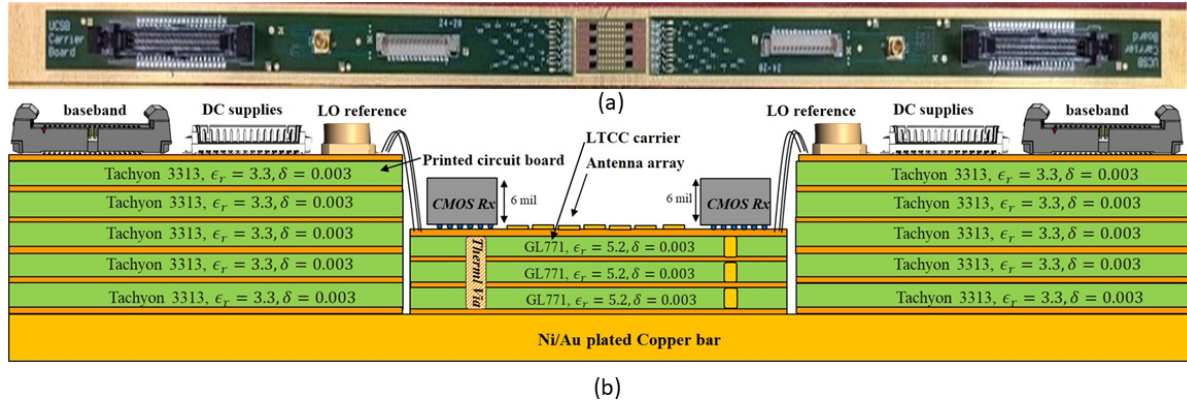 UCSB
Carrier
Board
24-28
24-28
UCSB
Carrier
Board
(a)
baseband
DC supplies
LO reference
LO reference
DC supplies
baseband
LTCC carrier
Printed circuit board
Antenna array
Tachyon 3313, ϵr = 3.3, δ = 0.003
Tachyon 3313, ϵr = 3.3, δ = 0.003
Tachyon 3313, ϵr = 3.3, δ = 0.003
Tachyon 3313, ϵr = 3.3, δ = 0.003
Tachyon 3313, ϵr = 3.3, δ = 0.003
CMOS Rx
6 mil
6 mil
CMOS Rx
Therml Via
GL771, ϵr = 5.2, δ = 0.003
GL771, ϵr = 5.2, δ = 0.003
GL771, ϵr = 5.2, δ = 0.003
Tachyon 3313, ϵr = 3.3, δ = 0.003
Tachyon 3313, ϵr = 3.3, δ = 0.003
Tachyon 3313, ϵr = 3.3, δ = 0.003
Tachyon 3313, ϵr = 3.3, δ = 0.003
Tachyon 3313, ϵr = 3.3, δ = 0.003
Ni/Au plated Copper bar
(b)